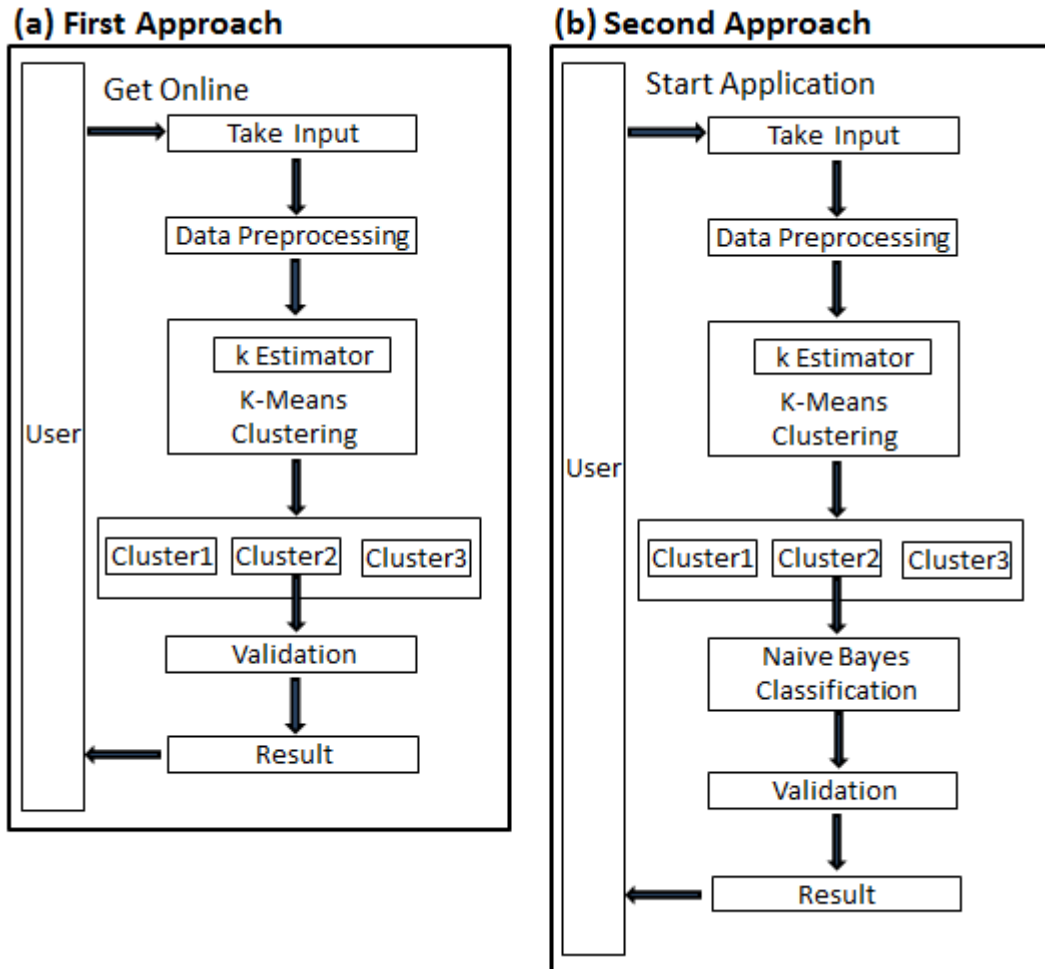 (a) First Approach
Get Online
Take Input
Data Preprocessing
k Estimator
K-Means
Clustering
User
Cluster1 Cluster2 Cluster3
Validation
Result
(b) Second Approach
Start Application
Take Input
Data Preprocessing
k Estimator
K-Means
Clustering
User
Cluster1 Cluster2 Cluster3
Naive Bayes
Classification
Validation
Result